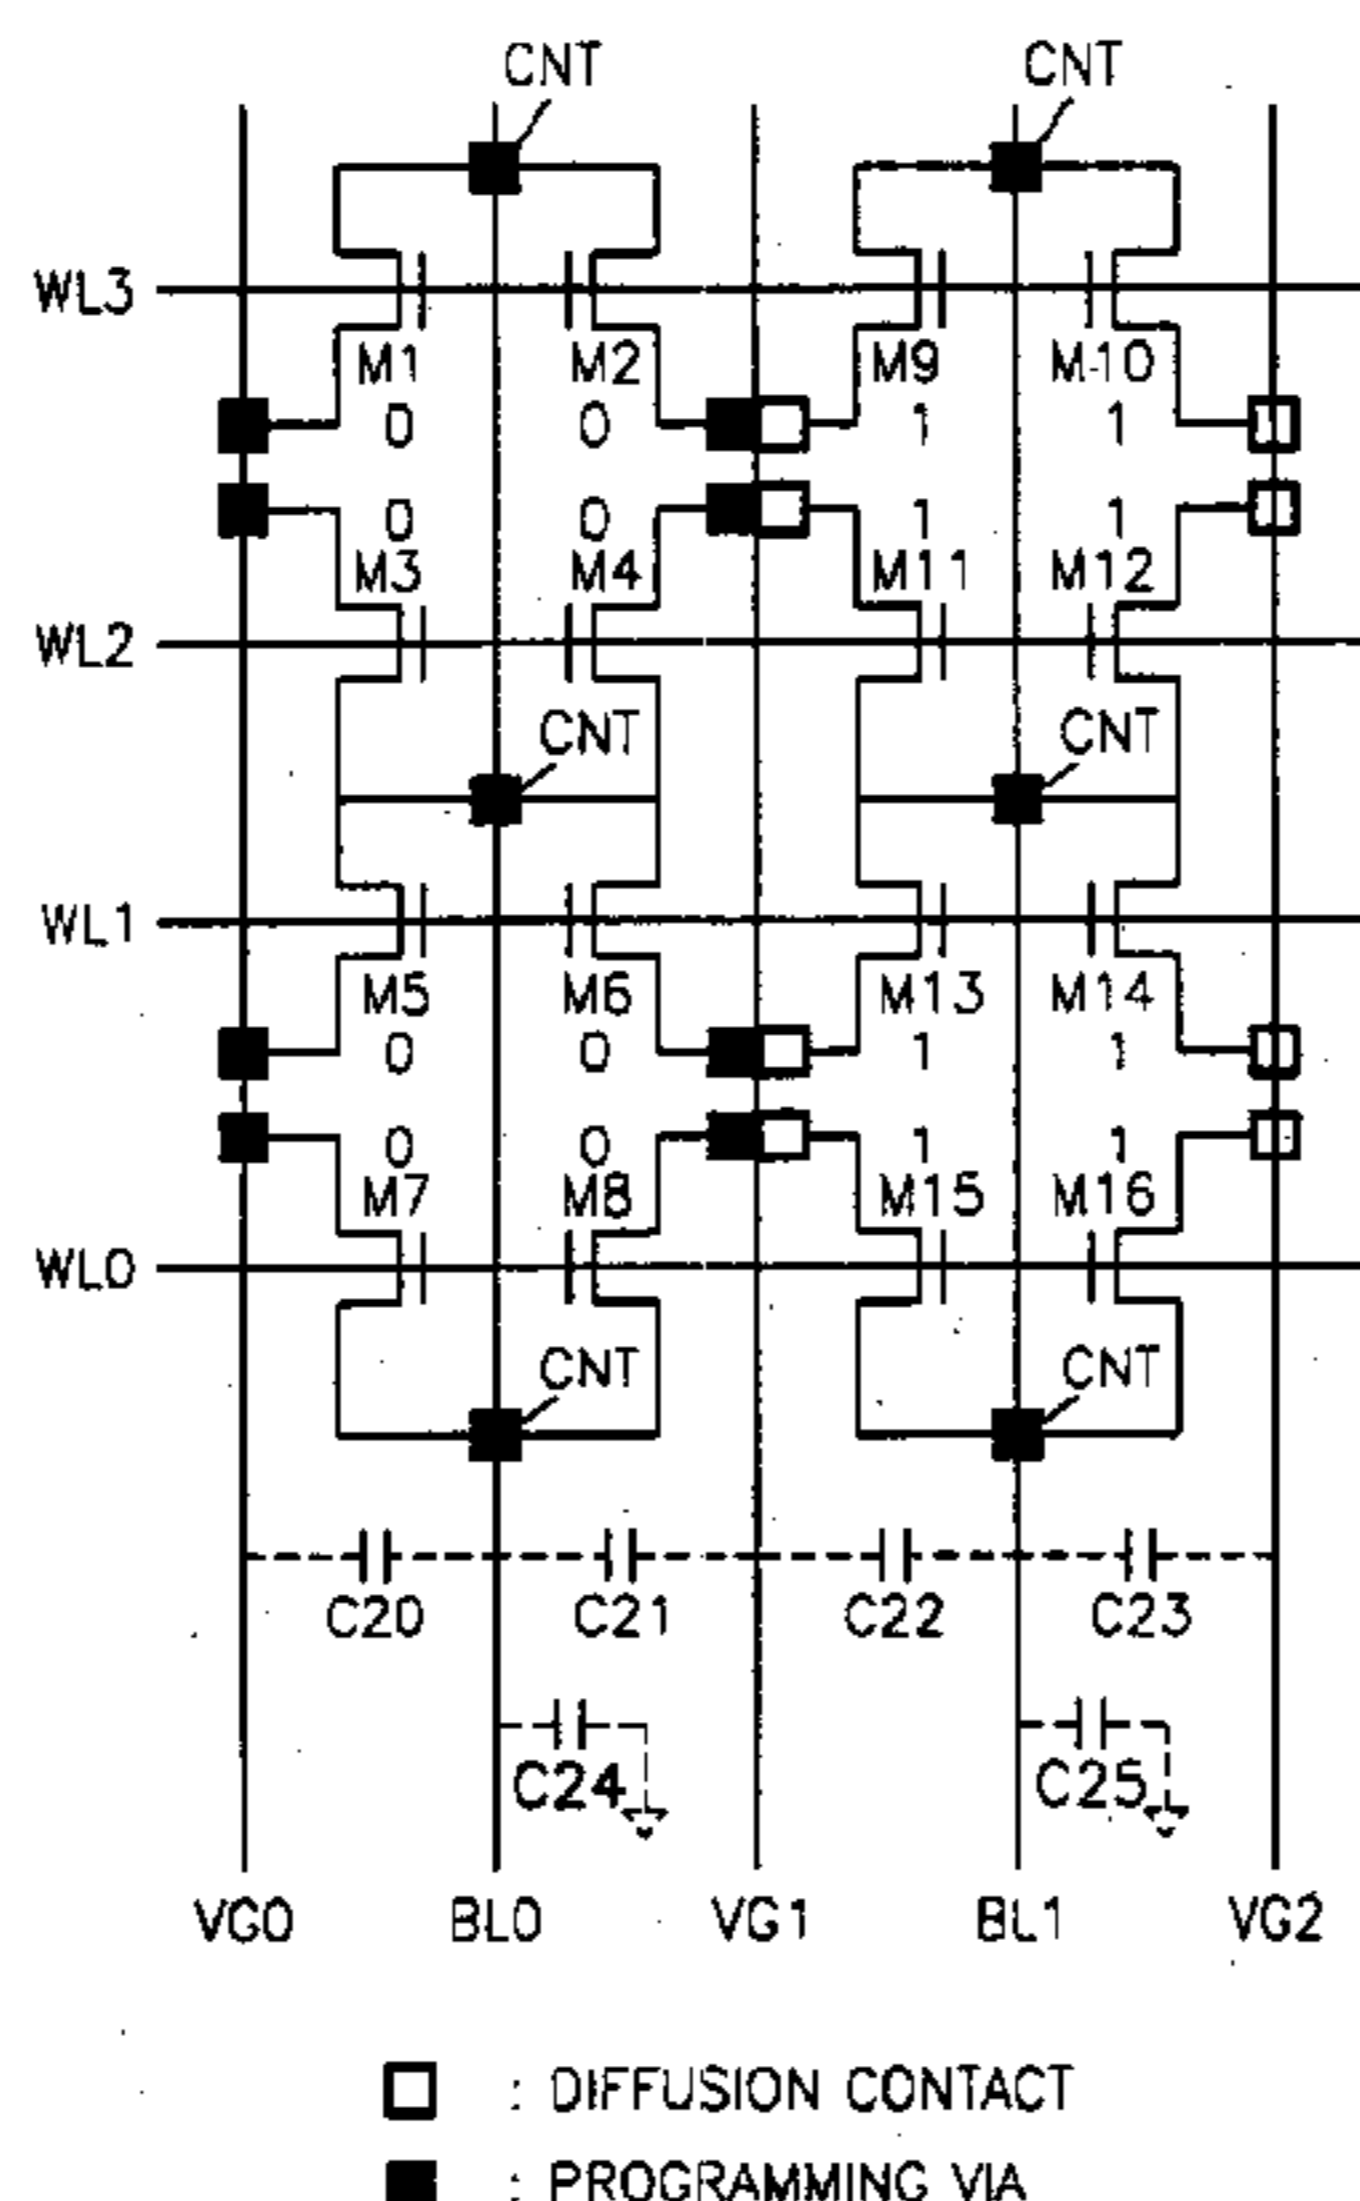 CNT CNT
WL3
M1 M2 M9 M10
0 0 1 1
0 0 1 1
M3 M4 M11 M12
WL2
CNT CNT
WL1
M5 M6 M13 M14
0 0 1 1
0 0 1 1
M7 M8 M15 M16
WL0
CNT CNT
C20 C21 C22 C23
C24 C25
VG0 BL0 VG1 BL1 VG2
: DIFFUSION CONTACT
: PROGRAMMING VIA